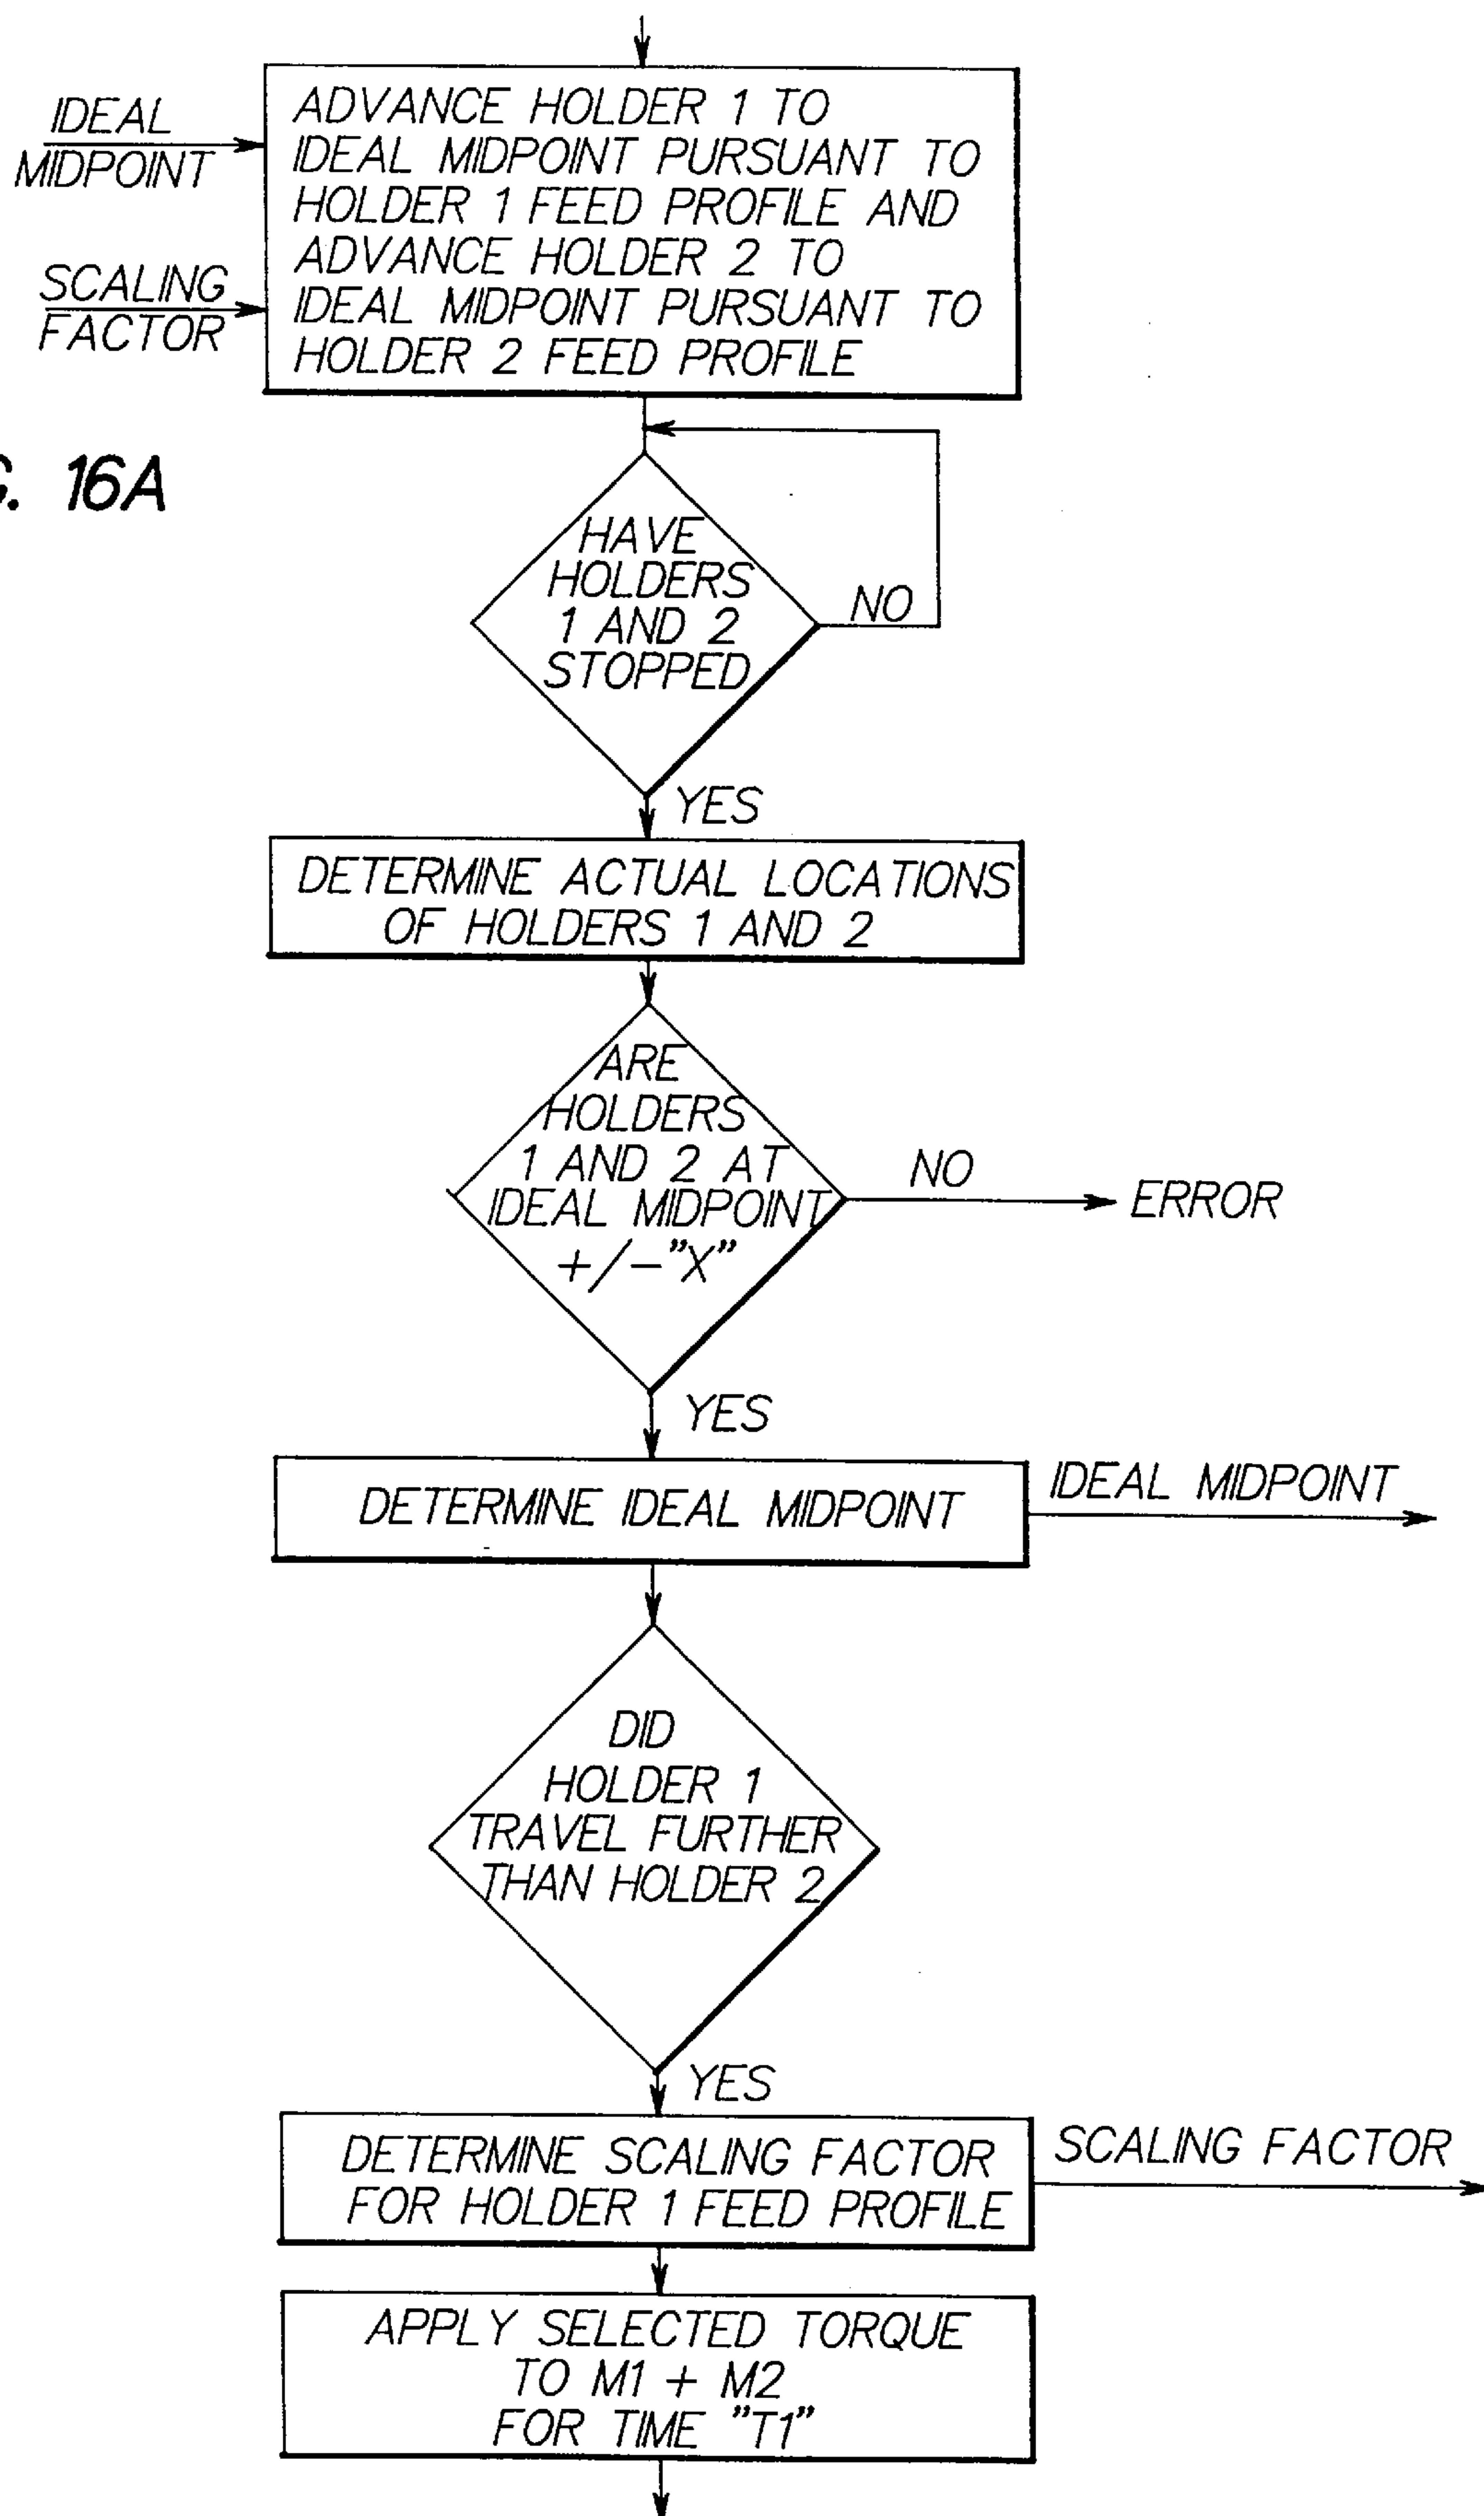 IDEAL
MIDPOINT
SCALING
FACTOR
ADVANCE HOLDER 1 TO
IDEAL MIDPOINT PURSUANT TO
HOLDER 1 FEED PROFILE AND
ADVANCE HOLDER 2 TO
IDEAL MIDPOINT PURSUANT TO
HOLDER 2 FEED PROFILE
G. 16A
HAVE
HOLDERS
1 AND 2
STOPPED
NO
YES
DETERMINE ACTUAL LOCATIONS
OF HOLDERS 1 AND 2
ARE
HOLDERS
1 AND 2 AT
IDEAL MIDPOINT
+/-"X"
NO
ERROR
YES
DETERMINE IDEAL MIDPOINT
IDEAL MIDPOINT
DID
HOLDER 1
TRAVEL FURTHER
THAN HOLDER 2
YES
DETERMINE SCALING FACTOR
FOR HOLDER 1 FEED PROFILE
SCALING FACTOR
APPLY SELECTED TORQUE
TO M1 + M2
FOR TIME "T1"